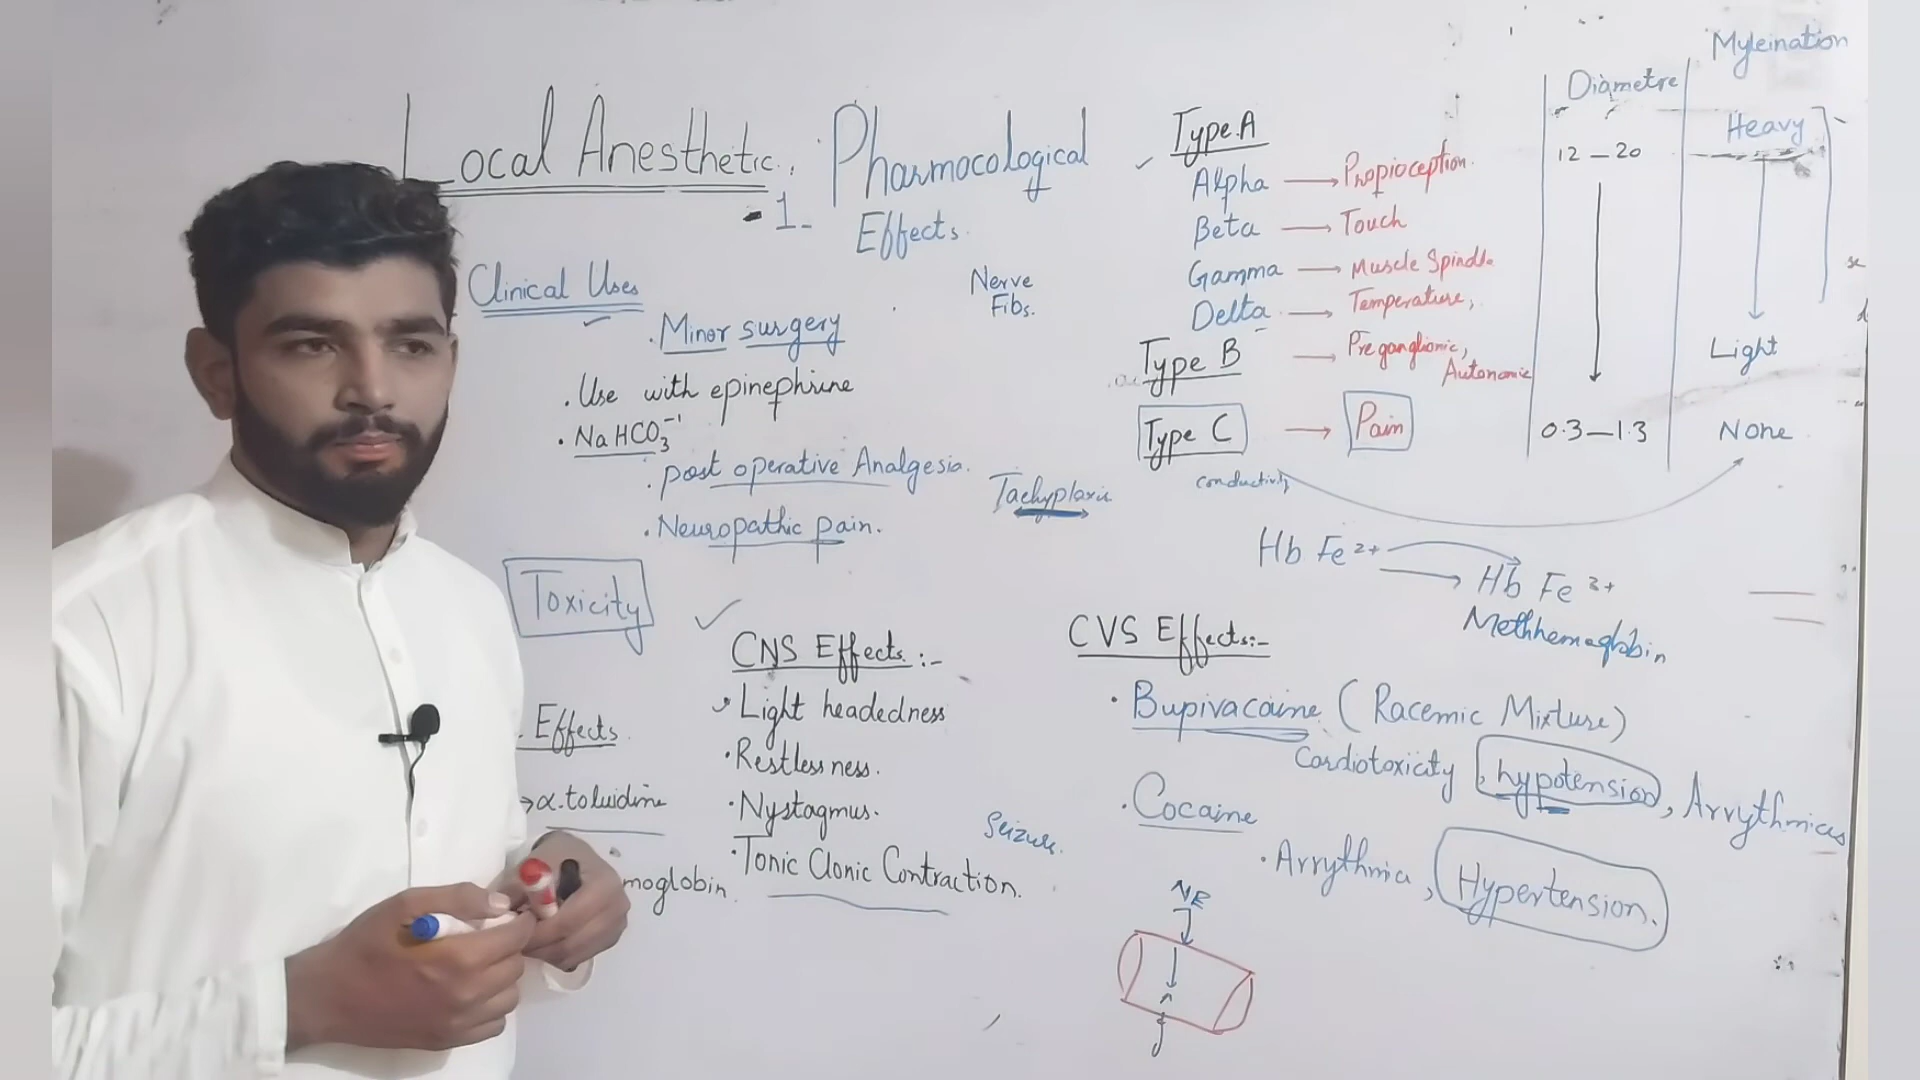 Local Anesthetic.
1- Pharmocological
Effects.
Clinical Uses
. Minor surgery
. Use with epinephrine
. NaHCO3-1
. post operative Analgesia.
. Neuropathic pain.
Tachyplaxi
Nerve
Fibs.
Diametre
Myleination
Type A
12 – 20
Heavy
Alpha → Propioception.
Beta → Touch
Gamma → Muscle Spindle
Delta → Temperature,
Type B → Preganglionic,
Autonomic
Light
Type C → Pain
0.3 – 1.3
None
conductivity
Hb Fe2+ → Hb Fe3+
Methhemoglobin
Toxicity
CNS Effects :-
. Light headedness
. Restlessness.
. Nystagmus.
. Tonic Clonic Contraction.
Seizure.
. Effects
→ α.toluidine
moglobin.
CVS Effects:-
. Bupivacaine (Racemic Mixture)
Cardiotoxicity, hypotension, Arrythmias
. Cocaine
. Arrythmia, Hypertension.
NE